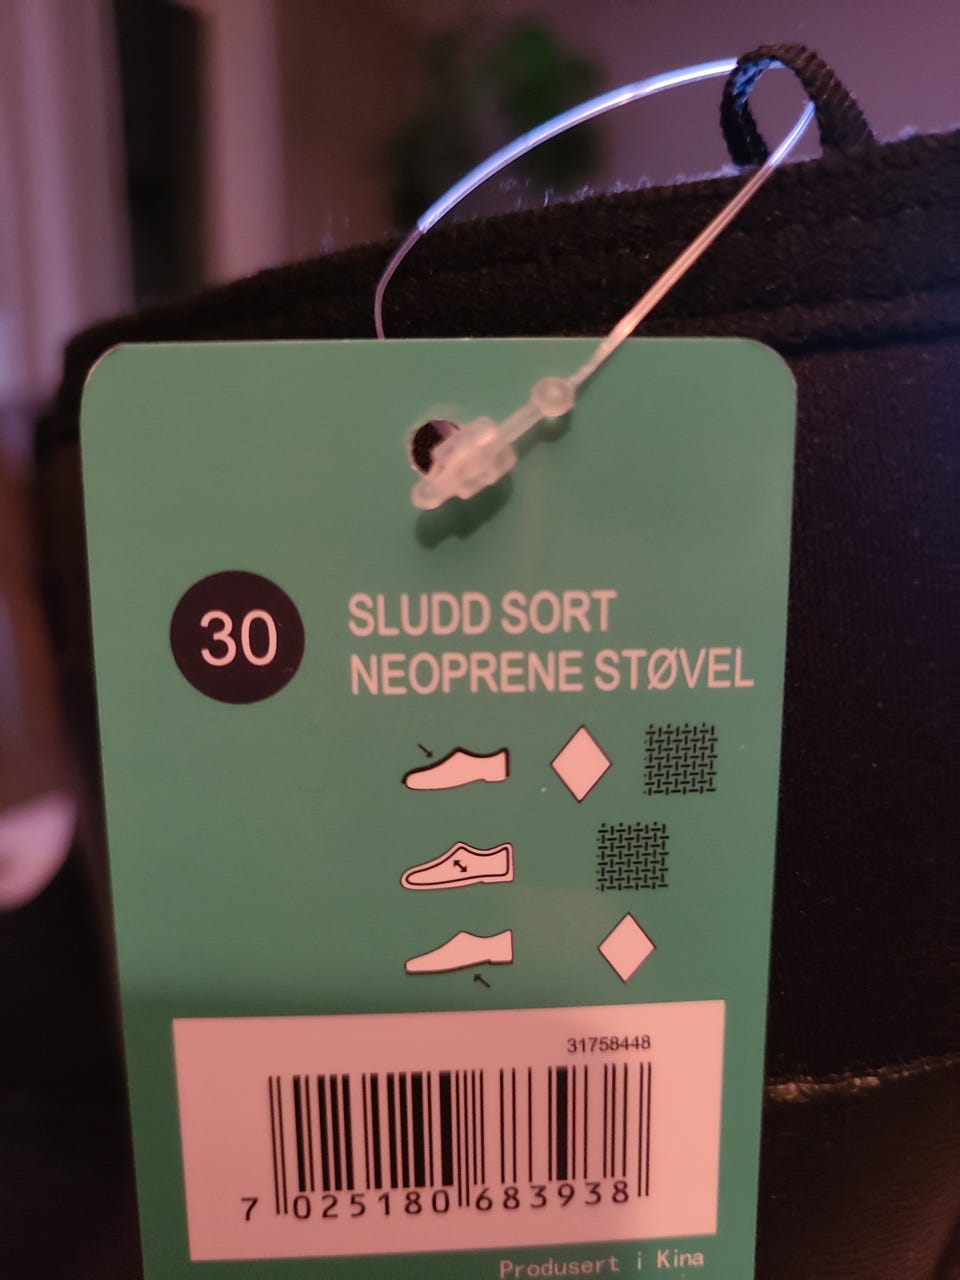 30
SLUDD SORT
NEOPRENE STØVEL
31758448
7 025180 683938
Produsert i Kina